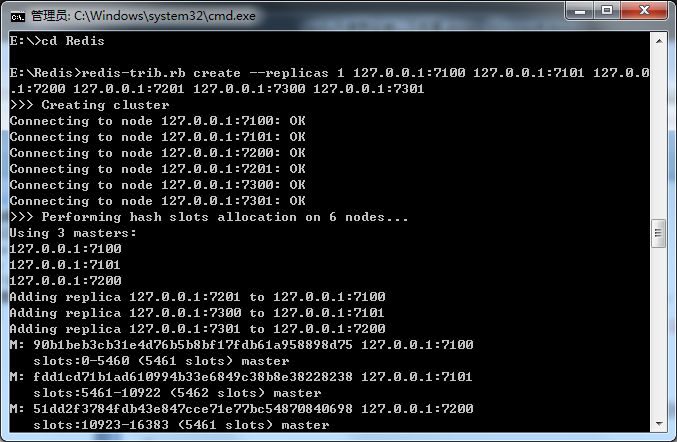 管理员: C:\Windows\system32\cmd.exe
E:\>cd Redis
E:\Redis>redis-trib.rb create --replicas 1 127.0.0.1:7100 127.0.0.1:7101 127.0.0
.1:7200 127.0.0.1:7201 127.0.0.1:7300 127.0.0.1:7301
>>> Creating cluster
Connecting to node 127.0.0.1:7100: OK
Connecting to node 127.0.0.1:7101: OK
Connecting to node 127.0.0.1:7200: OK
Connecting to node 127.0.0.1:7201: OK
Connecting to node 127.0.0.1:7300: OK
Connecting to node 127.0.0.1:7301: OK
>>> Performing hash slots allocation on 6 nodes...
Using 3 masters:
127.0.0.1:7100
127.0.0.1:7101
127.0.0.1:7200
Adding replica 127.0.0.1:7201 to 127.0.0.1:7100
Adding replica 127.0.0.1:7300 to 127.0.0.1:7101
Adding replica 127.0.0.1:7301 to 127.0.0.1:7200
M: 90b1beb3cb31e4d76b5b8bf17fdb61a958898d75 127.0.0.1:7100
slots:0-5460 (5461 slots) master
M: fdd1cd71b1ad610994b33e6849c38b8e38228238 127.0.0.1:7101
slots:5461-10922 (5462 slots) master
M: 51dd2f3784fdb43e847cce71e77bc54870840698 127.0.0.1:7200
slots:10923-16383 (5461 slots) master